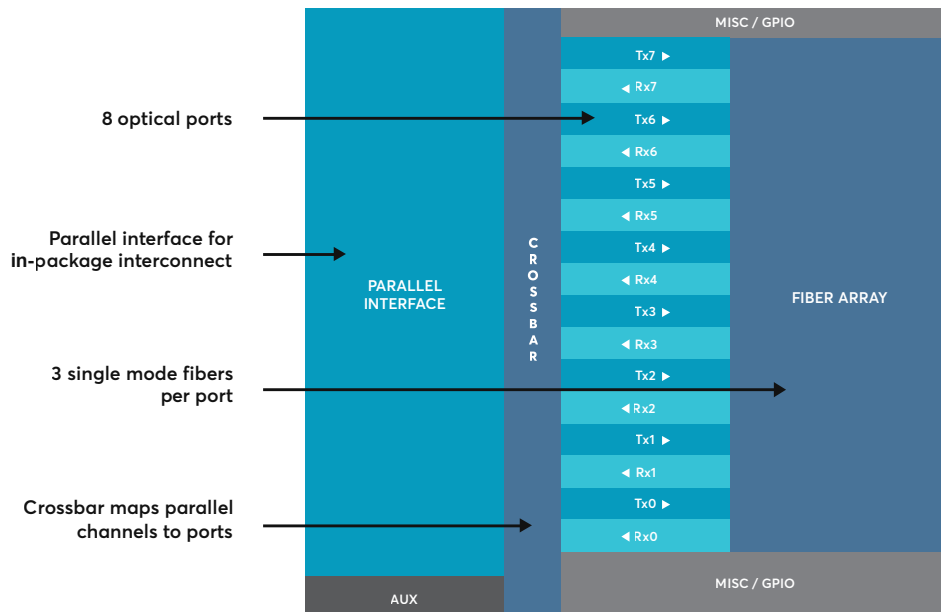 8 optical ports
Parallel interface for
in-package interconnect
3 single mode fibers
per port
Crossbar maps parallel
channels to ports
PARALLEL
INTERFACE
AUX
CROSSBAR
MISC / GPIO
Tx7 ▶
◀ Rx7
Tx6 ▶
◀ Rx6
Tx5 ▶
◀ Rx5
Tx4 ▶
◀ Rx4
Tx3 ▶
◀ Rx3
Tx2 ▶
◀ Rx2
Tx1 ▶
◀ Rx1
Tx0 ▶
◀ Rx0
FIBER ARRAY
MISC / GPIO